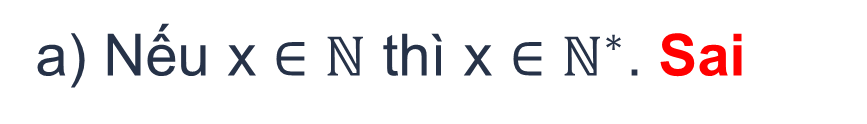 a) Nếu x ∈ ℕ thì x ∈ ℕ*. Sai